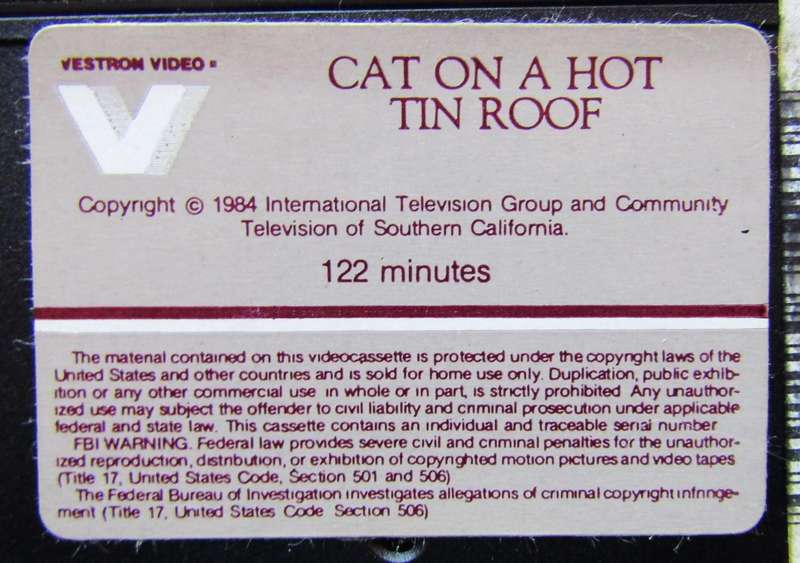 VESTRON VIDEO
CAT ON A HOT
TIN ROOF
Copyright © 1984 International Television Group and Community
Television of Southern California.
122 minutes
The material contained on this videocassette is protected under the copyright laws of the
United States and other countries and is sold for home use only. Duplication, public exhib-
ition or any other commercial use in whole or in part, is strictly prohibited Any unauthor-
ized use may subject the offender to civil liability and criminal prosecution under applicable
federal and state law. This cassette contains an individual and traceable serial number
FBI WARNING. Federal law provides severe civil and criminal penalties for the unauthor-
ized reproduction, distribution, or exhibition of copyrighted motion pictures and video tapes
(Title 17, United States Code, Section 501 and 506)
The Federal Bureau of Investigation investigates allegations of criminal copyright infringe-
ment (Title 17, United States Code Section 506)